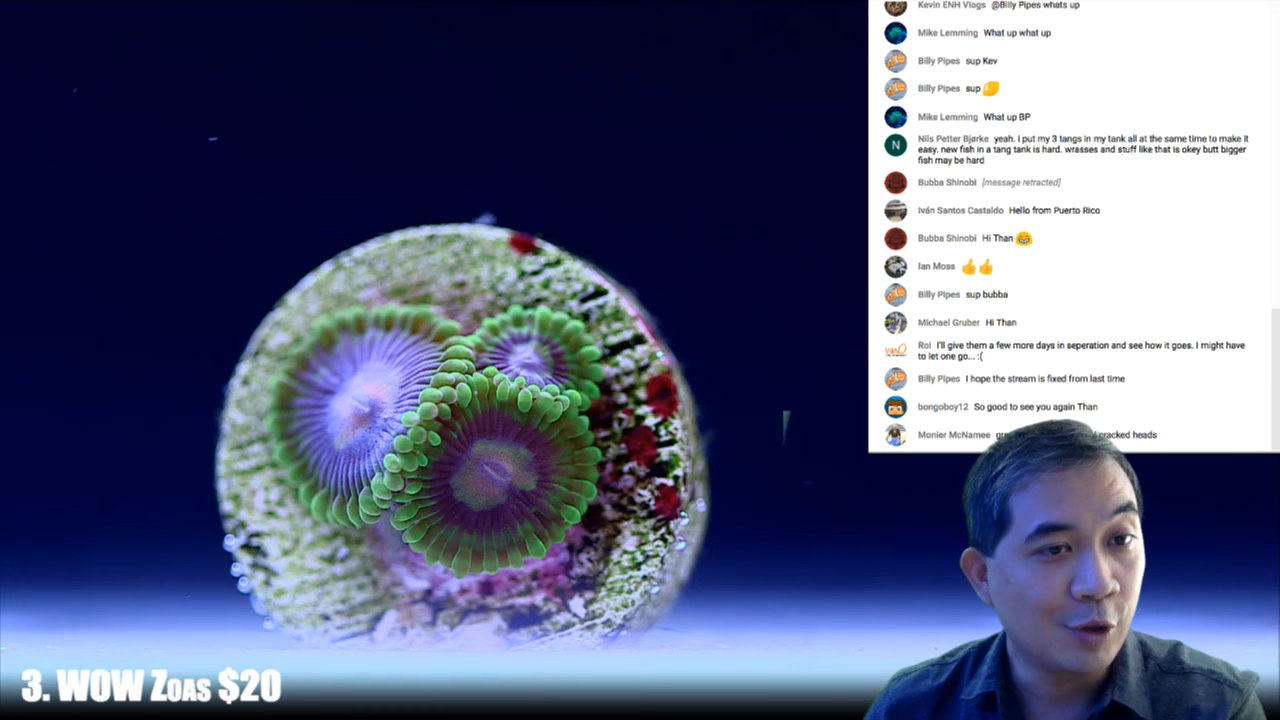 Kevin ENH Vlogs @Billy Pipes whats up
Mike Lemming What up what up
Billy Pipes sup Kev
Billy Pipes sup
Mike Lemming What up BP
N Nils Petter Bjørke yeah. i put my 3 tangs in my tank all at the same time to make it
easy. new fish in a tang tank is hard. wrasses and stuff like that is okey butt bigger
fish may be hard
Bubba Shinobi [message retracted]
Iván Santos Castaldo Hello from Puerto Rico
Bubba Shinobi Hi Than
Ian Moss
Billy Pipes sup bubba
Michael Gruber Hi Than
Roi I'll give them a few more days in seperation and see how it goes. I might have
to let one go... :(
Billy Pipes I hope the stream is fixed from last time
bongoboy12 So good to see you again Than
Monier McNamee cracked heads
3. WOW ZOAS $20